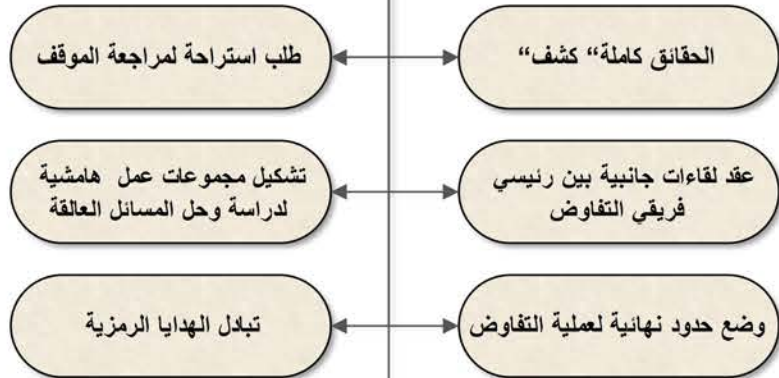 الحقائق كاملة“ كشف“
طلب استراحة لمراجعة الموقف
عقد لقاءات جانبية بين رئيسي
فريقي التفاوض
تشكيل مجموعات عمل هامشية
لدراسة وحل المسائل العالقة
وضع حدود نهائية لعملية التفاوض
تبادل الهدايا الرمزية